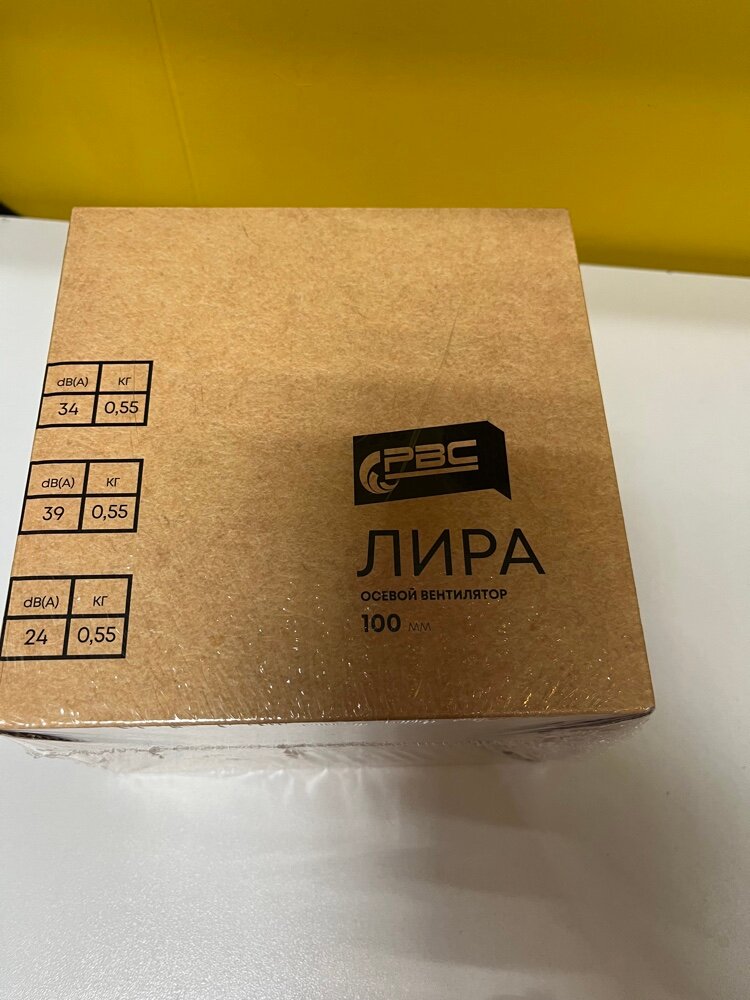 dB(A) КГ
34 0,55
dB(A) КГ
39 0,55
dB(A) КГ
24 0,55
РВС
ЛИРА
ОСЕВОЙ ВЕНТИЛЯТОР
100 ММ